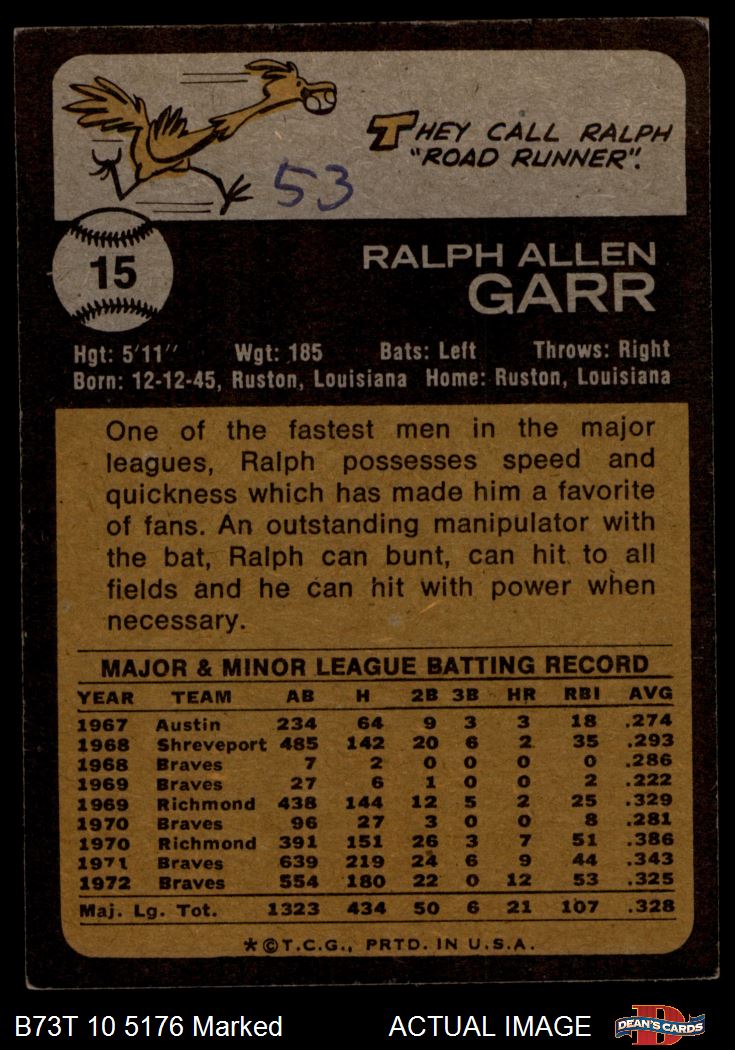 THEY CALL RALPH
"ROAD RUNNER".
53
15
RALPH ALLEN
GARR
Hgt: 5'11'' Wgt: 185 Bats: Left Throws: Right
Born: 12-12-45, Ruston, Louisiana Home: Ruston, Louisiana
One of the fastest men in the major
leagues, Ralph possesses speed and
quickness which has made him a favorite
of fans. An outstanding manipulator with
the bat, Ralph can bunt, can hit to all
fields and he can hit with power when
necessary.
MAJOR & MINOR LEAGUE BATTING RECORD
YEAR TEAM AB H 2B 3B HR RBI AVG
1967 Austin 234 64 9 3 3 18 .274
1968 Shreveport 485 142 20 6 2 35 .293
1968 Braves 7 2 0 0 0 0 .286
1969 Braves 27 6 1 0 0 2 .222
1969 Richmond 438 144 12 5 2 25 .329
1970 Braves 96 27 3 0 0 8 .281
1970 Richmond 391 151 26 3 7 51 .386
1971 Braves 639 219 24 6 9 44 .343
1972 Braves 554 180 22 0 12 53 .325
Maj. Lg. Tot. 1323 434 50 6 21 107 .328
*©T.C.G., PRTD. IN U.S.A.
B73T 10 5176 Marked ACTUAL IMAGE D DEAN'S CARDS